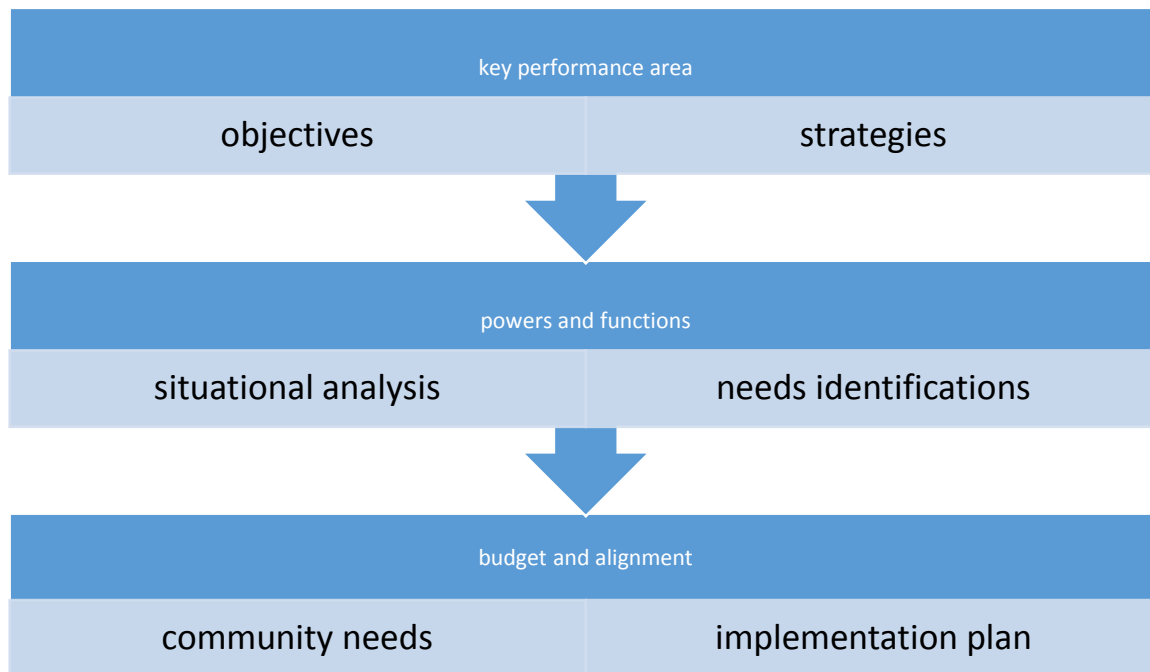 key performance area
objectives
strategies
powers and functions
situational analysis
needs identifications
budget and alignment
community needs
implementation plan